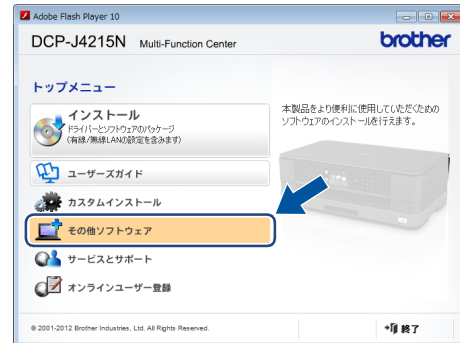 Adobe Flash Player 10
DCP-J4215N Multi-Function Center
brother
トップメニュー
インストール
ドライバーとソフトウェアのパッケージ
(有線/無線LANの設定を含みます)
本製品をより便利に使用していただくための
ソフトウェアのインストールを行えます。
ユーザーズガイド
カスタムインストール
その他ソフトウェア
サービスとサポート
オンラインユーザー登録
© 2001-2012 Brother Industries, Ltd. All Rights Reserved.
終了